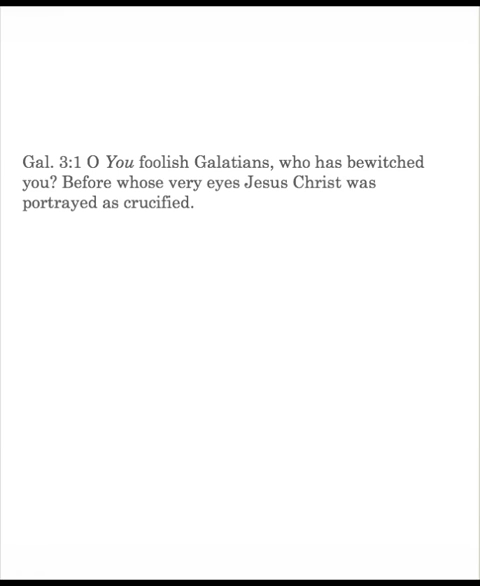 Gal. 3:1 O You foolish Galatians, who has bewitched
you? Before whose very eyes Jesus Christ was
portrayed as crucified.